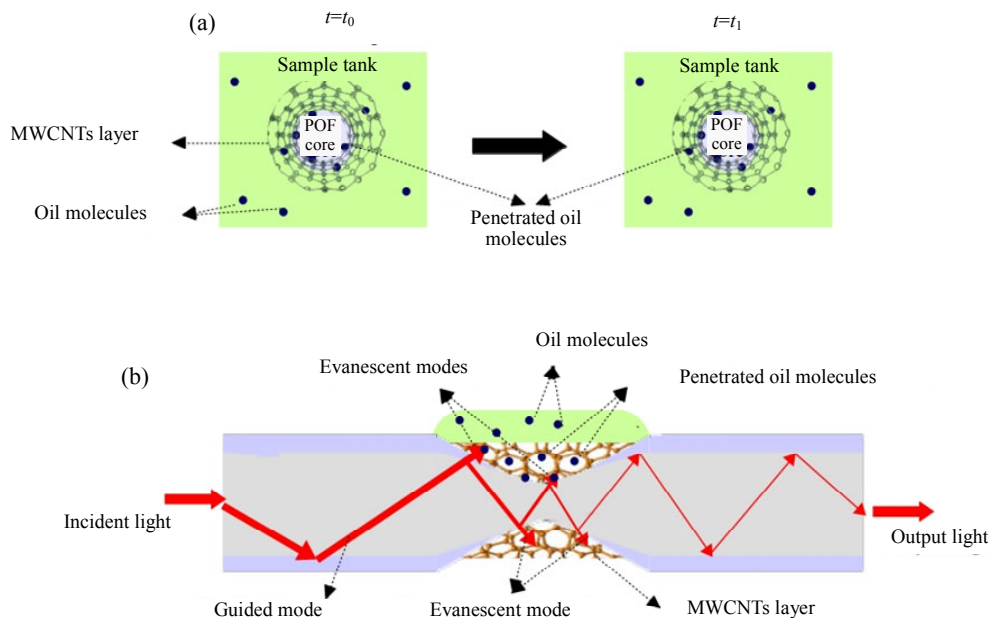 (a)
t=t0
t=t1
Sample tank
Sample tank
POF
core
POF
core
MWCNTs layer
Oil molecules
Penetrated oil
molecules
Oil molecules
Evanescent modes
Penetrated oil molecules
(b)
Incident light
Output light
Guided mode
Evanescent mode
MWCNTs layer